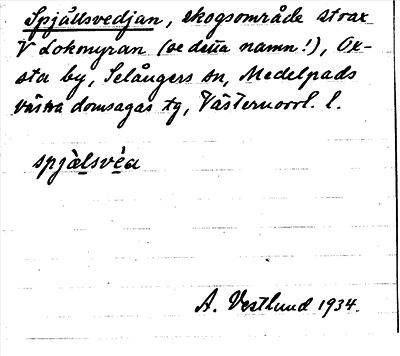 Spjällsvedjan, skogsområde strax
V Lokmyran (se detta namn!), Ox-
sta by, Selångers sn, Medelpads
västra domsagas tg, Västernorrl. l.
spjàlsvéa
A. Vestlund 1934.